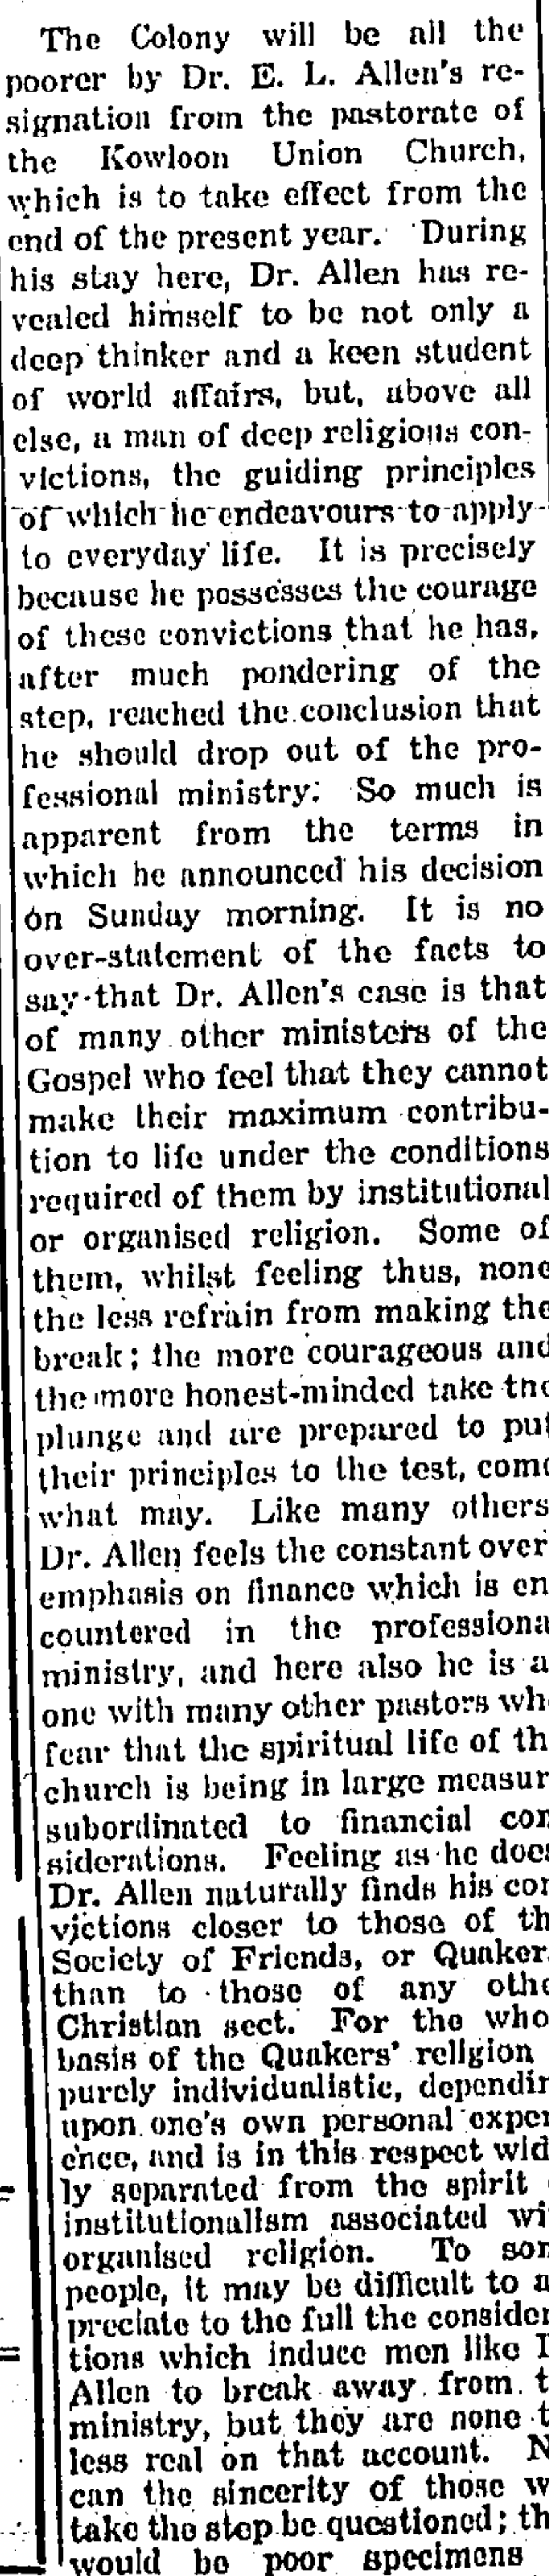 The Colony will be all the
poorer by Dr. E. L. Allen's re-
signation from the pastorate of
the Kowloon Union Church,
which is to take effect from the
end of the present year. During
his stay here, Dr. Allen has re-
vealed himself to be not only a
deep thinker and a keen student
of world affairs, but, above all
else, a man of deep religious con-
victions, the guiding principles
of which he endeavours to apply
to everyday life. It is precisely
because he possesses the courage
of these convictions that he has,
after much pondering of the
step, reached the conclusion that
he should drop out of the pro-
fessional ministry. So much is
apparent from the terms in
which he announced his decision
on Sunday morning. It is no
over-statement of the facts to
say that Dr. Allen's case is that
of many other ministers of the
Gospel who feel that they cannot
make their maximum contribu-
tion to life under the conditions
required of them by institutional
or organised religion. Some of
them, whilst feeling thus, none
the less refrain from making the
break; the more courageous and
the more honest-minded take the
plunge and are prepared to put
their principles to the test, come
what may. Like many others
Dr. Allen feels the constant over
emphasis on finance which is en
countered in the professiona
ministry, and here also he is a
one with many other pastors wh
fear that the spiritual life of th
church is being in large measur
subordinated to financial con
siderations. Feeling as he does
Dr. Allen naturally finds his con
victions closer to those of th
Society of Friends, or Quaker
than to those of any othe
Christian sect. For the who
basis of the Quakers' religion
purely individualistic, dependin
upon one's own personal exper
ence, and is in this respect wid
ly separated from the spirit
institutionalism associated wi
organised religion. To som
people, it may be difficult to a
preciate to the full the consider
tions which induce men like D
Allen to break away from t
ministry, but they are none t
less real on that account. N
can the sincerity of those w
take the step be questioned; th
would be poor specimens